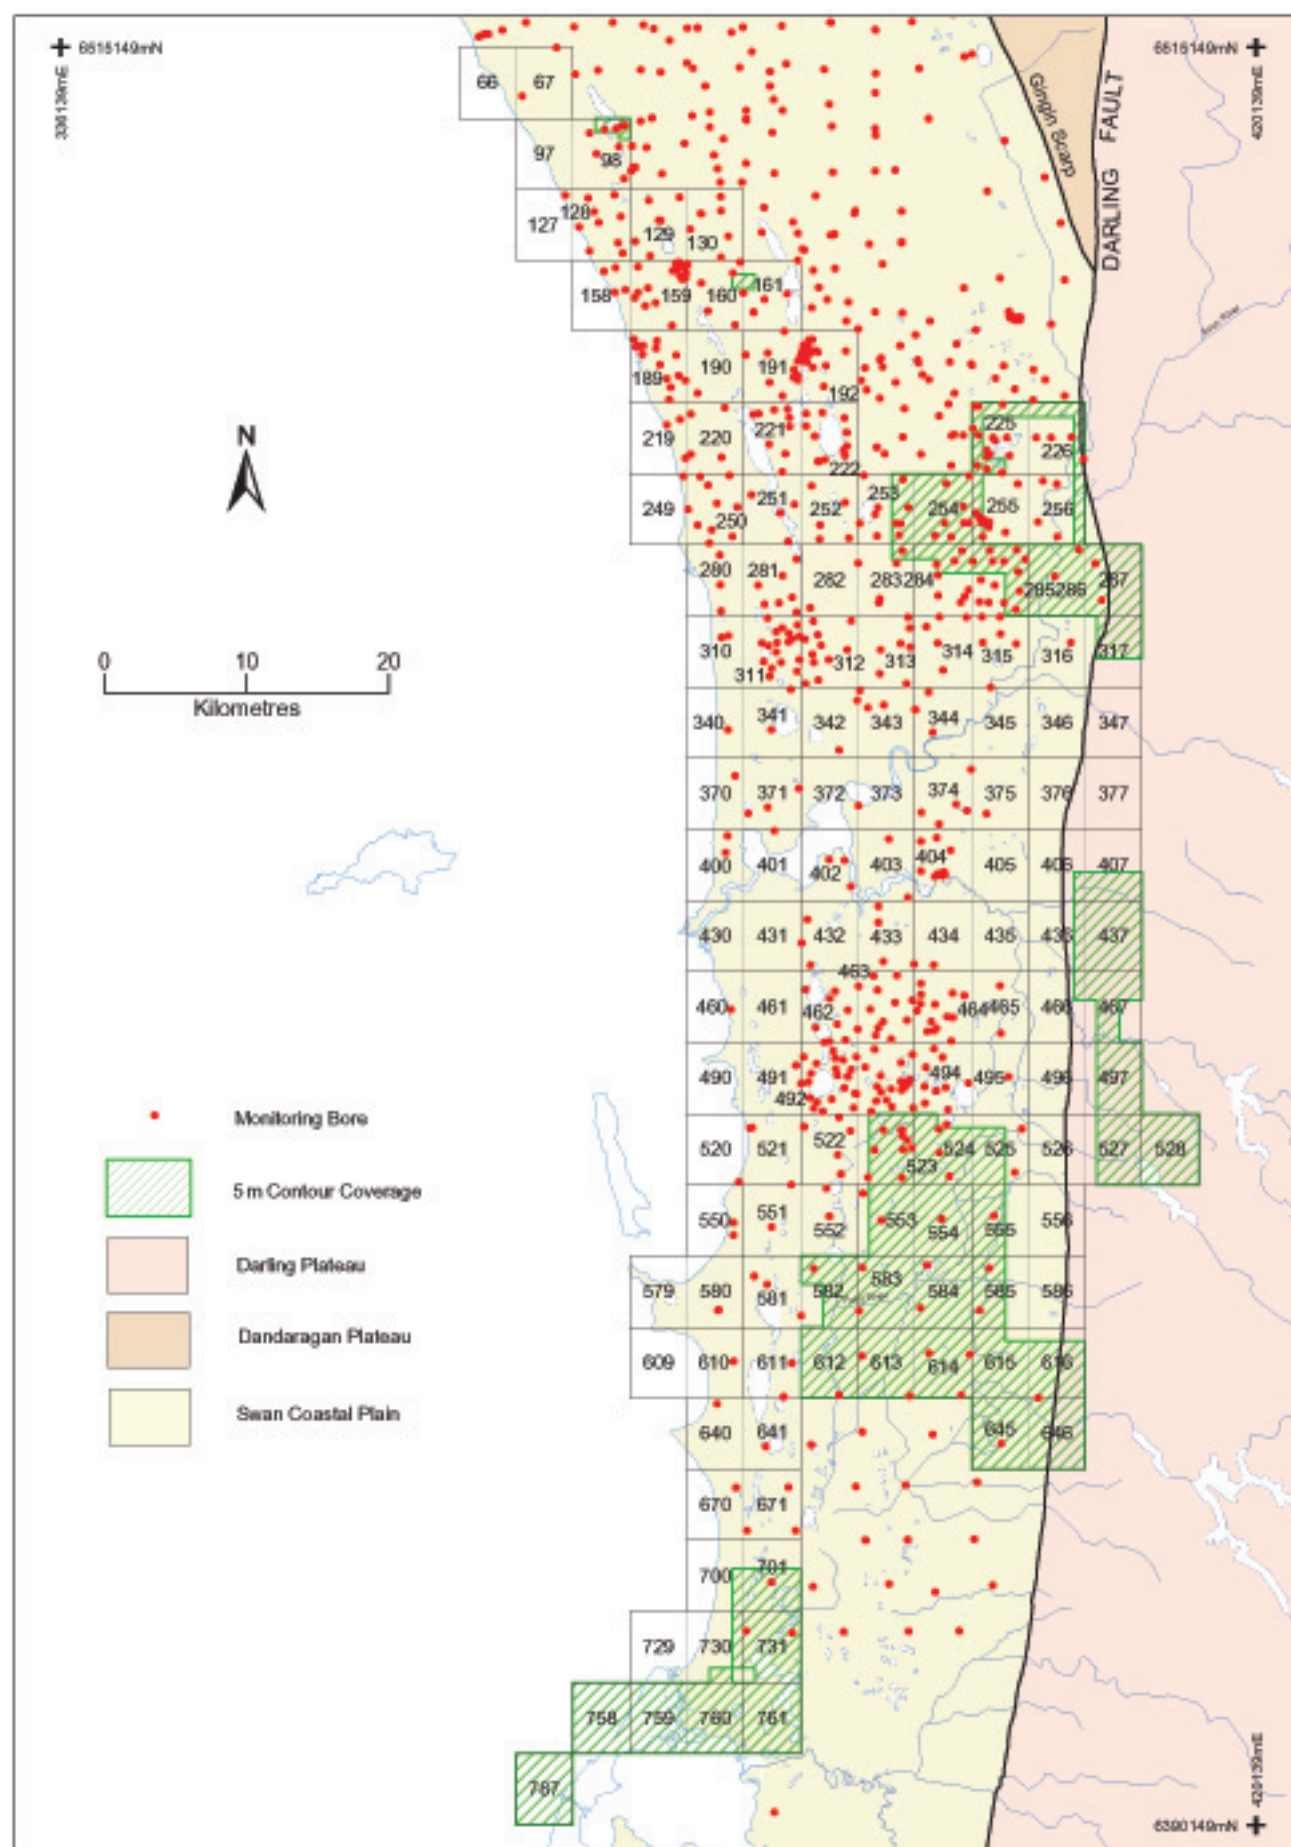 6515149mN
6515149mN
336139mE
420139mE
Gingin Scarp
DARLING FAULT
66 67
97 98
127 128 129 130
158 159 160 161
189 190 191 192
219 220 221 222 225 226
249 250 251 252 253 254 255 256
280 281 282 283 284 285 286 287
310 311 312 313 314 315 316 317
340 341 342 343 344 345 346 347
370 371 372 373 374 375 376 377
400 401 402 403 404 405 406 407
430 431 432 433 434 435 436 437
460 461 462 463 464 465 466 467
490 491 492 494 495 496 497
520 521 522 523 524 525 526 527 528
550 551 552 553 554 555 556
579 580 581 582 583 584 585 586
609 610 611 612 613 614 615 616
640 641 645 646
670 671
700 701
729 730 731
758 759 760 761
787
N
0 10 20
Kilometres
Monitoring Bore
5 m Contour Coverage
Darling Plateau
Dandaragan Plateau
Swan Coastal Plain
420139mE
6390149mN